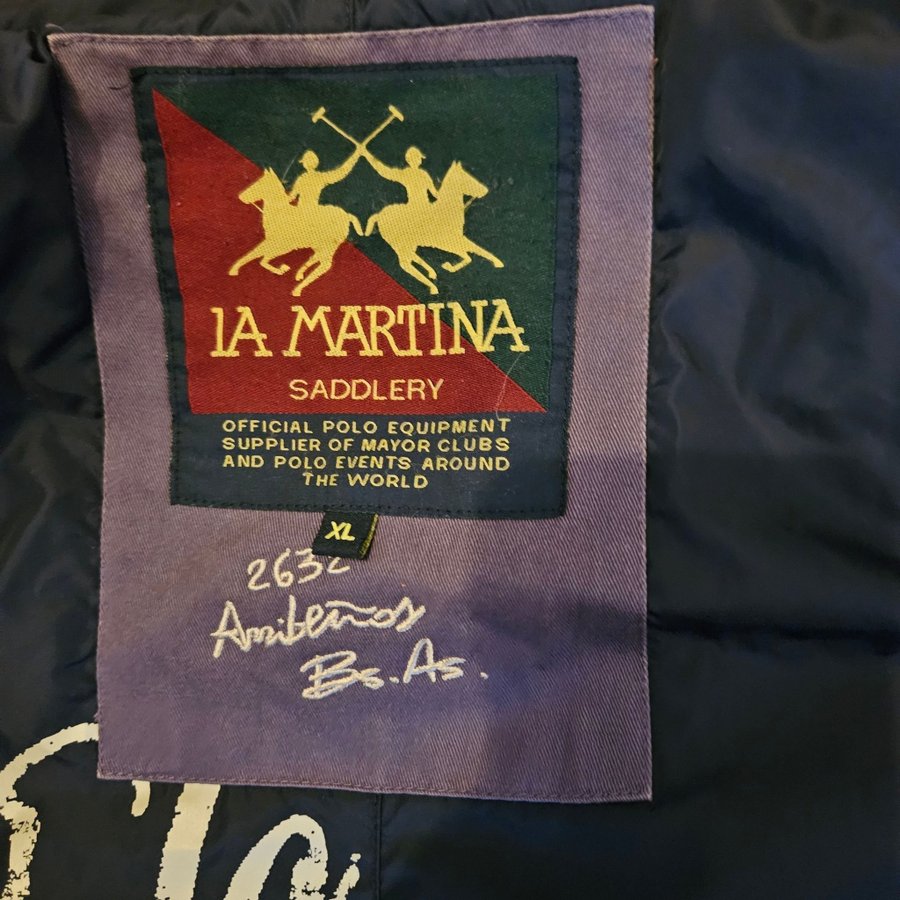 LA MARTINA
SADDLERY
OFFICIAL POLO EQUIPMENT
SUPPLIER OF MAYOR CLUBS
AND POLO EVENTS AROUND
THE WORLD
XL
2632
Bs.As.